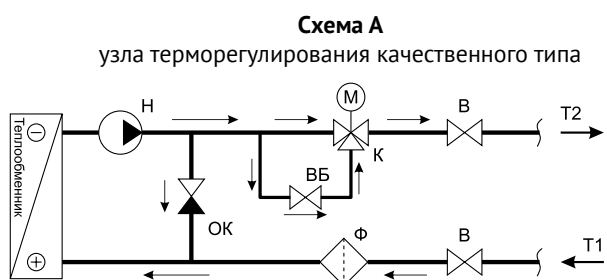 Схема А
узла терморегулирования качественного типа
Теплообменник
Н
М
В
Т2
К
ВБ
ОК
Ф
В
Т1